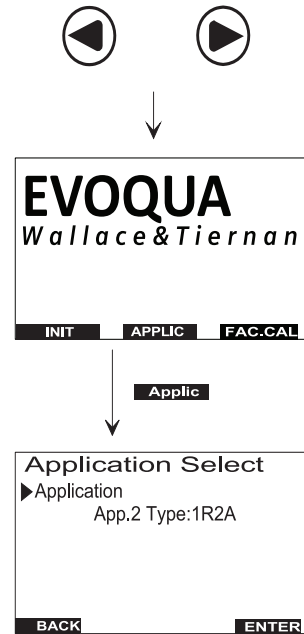 EVOQUA
Wallace&Tiernan
INIT APPLIC FAC.CAL
Applic
Application Select
Application
App.2 Type:1R2A
BACK ENTER